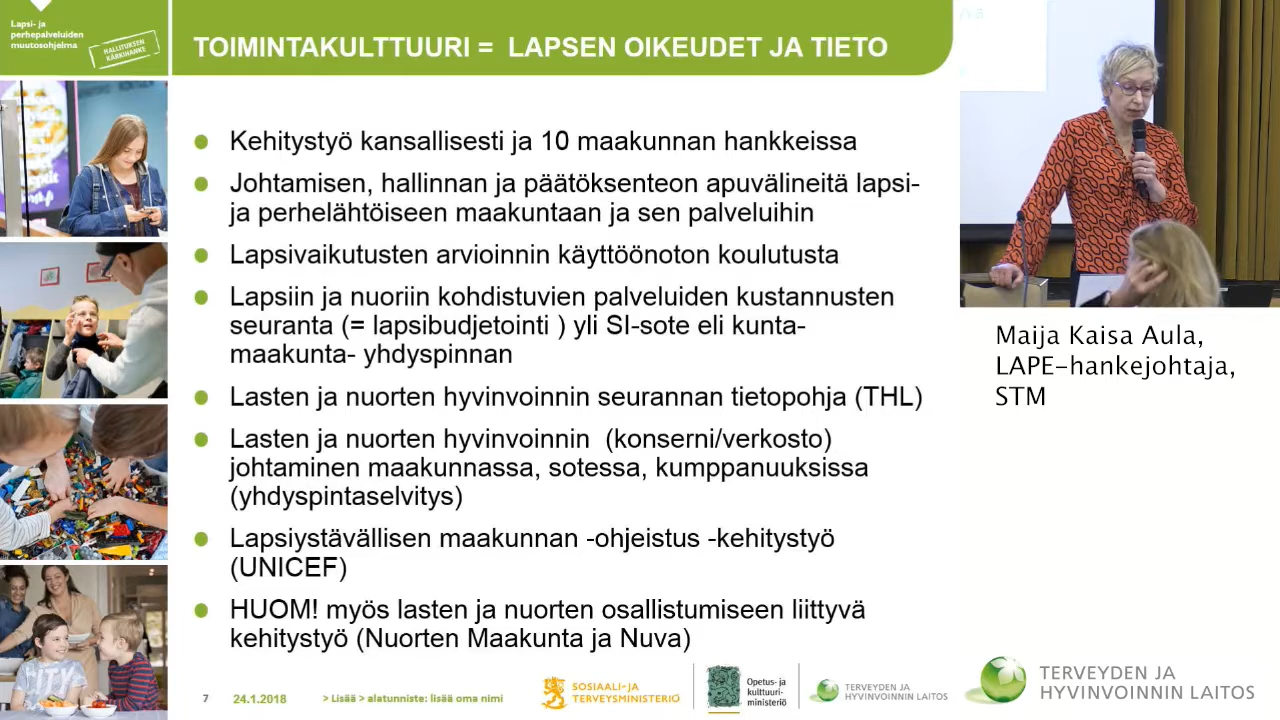 Lapsi- ja
perhepalveluiden
muutosohjelma
HALLITUKSEN
KÄRKIHANKE
TOIMINTAKULTTUURI = LAPSEN OIKEUDET JA TIETO
Kehitystyö kansallisesti ja 10 maakunnan hankkeissa
Johtamisen, hallinnan ja päätöksenteon apuvälineitä lapsi-
ja perhelähtöiseen maakuntaan ja sen palveluihin
Lapsivaikutusten arvioinnin käyttöönoton koulutusta
Lapsiin ja nuoriin kohdistuvien palveluiden kustannusten
seuranta (= lapsibudjetointi ) yli SI-sote eli kunta-
maakunta- yhdyspinnan
Lasten ja nuorten hyvinvoinnin seurannan tietopohja (THL)
Lasten ja nuorten hyvinvoinnin (konserni/verkosto)
johtaminen maakunnassa, sotessa, kumppanuuksissa
(yhdyspintaselvitys)
Lapsiystävällisen maakunnan -ohjeistus -kehitystyö
(UNICEF)
HUOM! myös lasten ja nuorten osallistumiseen liittyvä
kehitystyö (Nuorten Maakunta ja Nuva)
7 24.1.2018 > Lisää > alatunniste: lisää oma nimi
SOSIAALI- JA
TERVEYSMINISTERIÖ
Opetus- ja
kulttuuri-
ministeriö
TERVEYDEN JA
HYVINVOINNIN LAITOS
Maija Kaisa Aula,
LAPE-hankejohtaja,
STM
TERVEYDEN JA
HYVINVOINNIN LAITOS